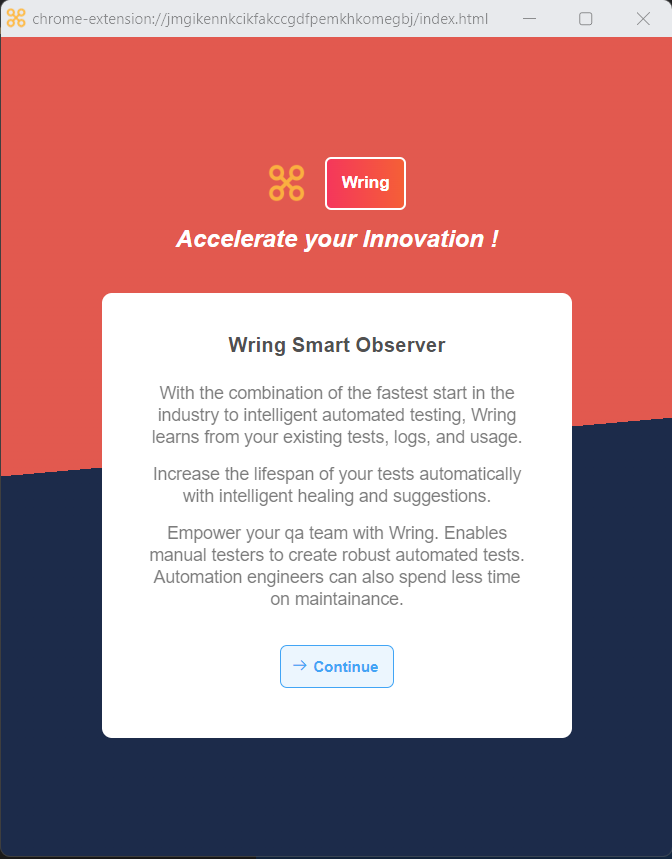 chrome-extension://jmgikennkcikfakccgdfpemkhkomegbj/index.html
Wring
Accelerate your Innovation !
Wring Smart Observer
With the combination of the fastest start in the
industry to intelligent automated testing, Wring
learns from your existing tests, logs, and usage.
Increase the lifespan of your tests automatically
with intelligent healing and suggestions.
Empower your qa team with Wring. Enables
manual testers to create robust automated tests.
Automation engineers can also spend less time
on maintainance.
Continue